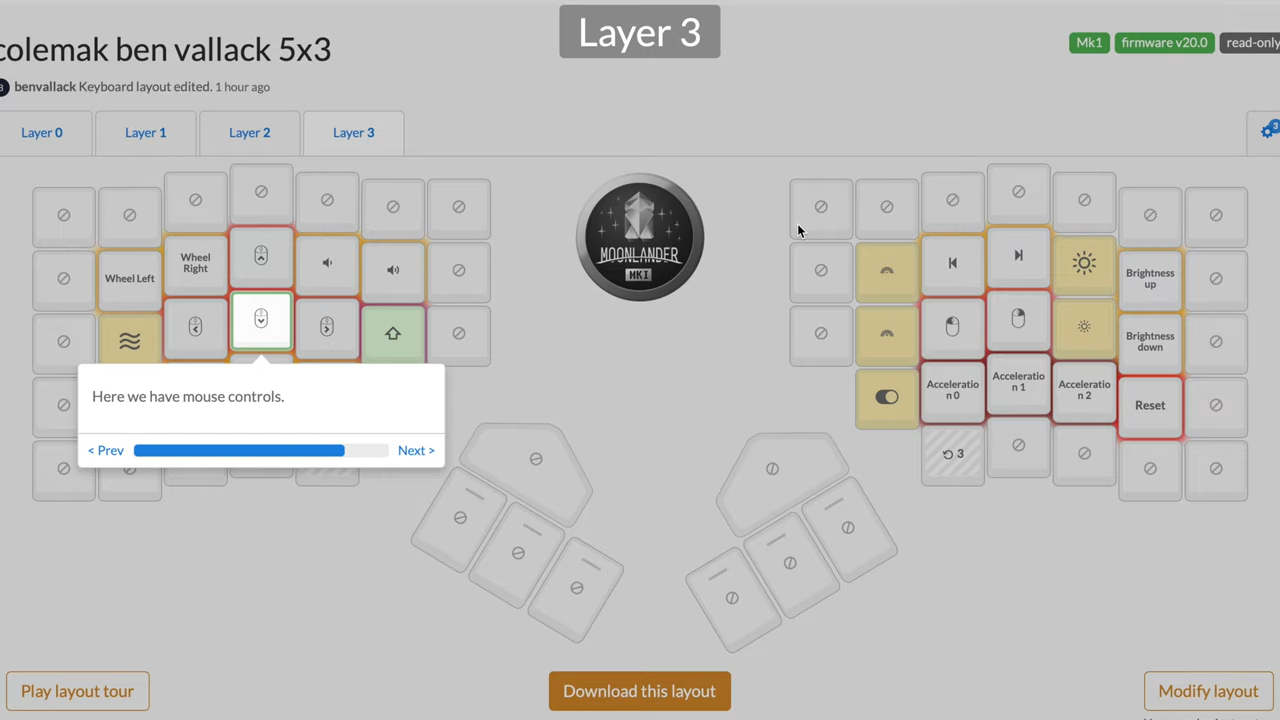 Layer 3
colemak ben vallack 5x3
Mk1
firmware v20.0
read-only
benvallack Keyboard layout edited. 1 hour ago
Layer 0
Layer 1
Layer 2
Layer 3
3
MOONLANDER
MK I
Wheel Left
Wheel
Right
Brightness
up
Brightness
down
Acceleratio
n 0
Acceleratio
n 1
Acceleratio
n 2
Reset
3
Here we have mouse controls.
< Prev
Next >
Play layout tour
Download this layout
Modify layout